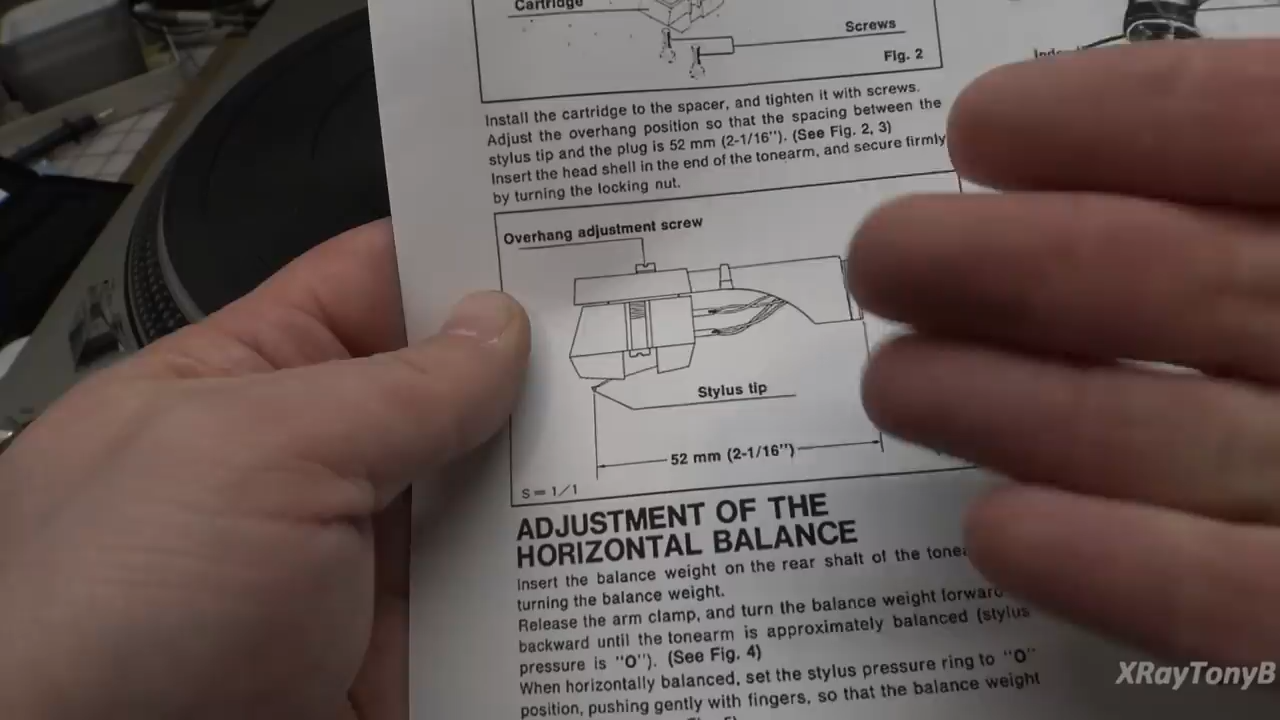 Cartridge
Screws
Fig. 2
Install the cartridge to the spacer, and tighten it with screws.
Adjust the overhang position so that the spacing between the
stylus tip and the plug is 52 mm (2-1/16"). (See Fig. 2, 3)
Insert the head shell in the end of the tonearm, and secure firmly
by turning the locking nut.
Overhang adjustment screw
Stylus tip
52 mm (2-1/16")
S = 1/1
ADJUSTMENT OF THE
HORIZONTAL BALANCE
Insert the balance weight on the rear shaft of the
turning the balance weight.
Release the arm clamp, and turn the balance weight forward
backward until the tonearm is approximately balanced (stylus
pressure is "O"). (See Fig. 4)
When horizontally balanced, set the stylus pressure ring to "O"
position, pushing gently with fingers, so that the balance weight
XRayTonyB